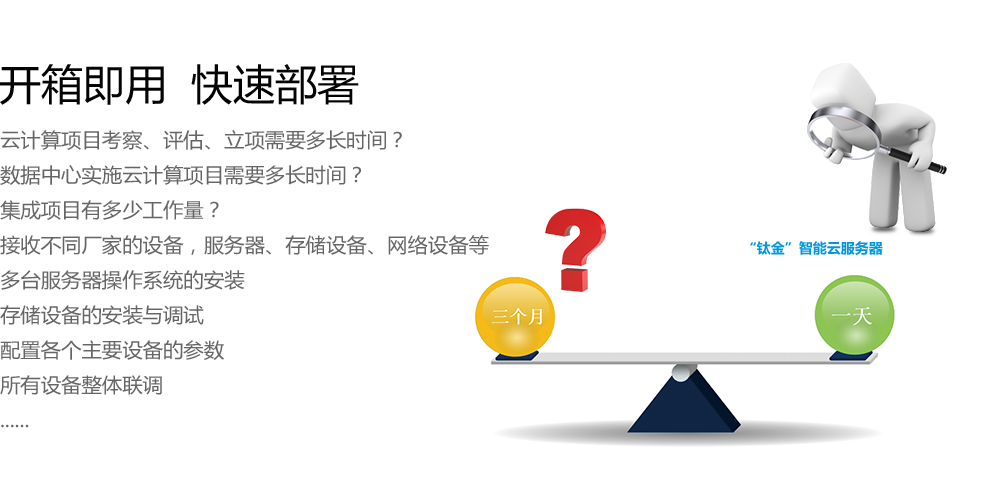 开箱即用 快速部署
云计算项目考察、评估、立项需要多长时间？
数据中心实施云计算项目需要多长时间？
集成项目有多少工作量？
接收不同厂家的设备，服务器、存储设备、网络设备等
多台服务器操作系统的安装
存储设备的安装与调试
配置各个主要设备的参数
所有设备整体联调
......
?
“钛金”智能云服务器
三个月
一天